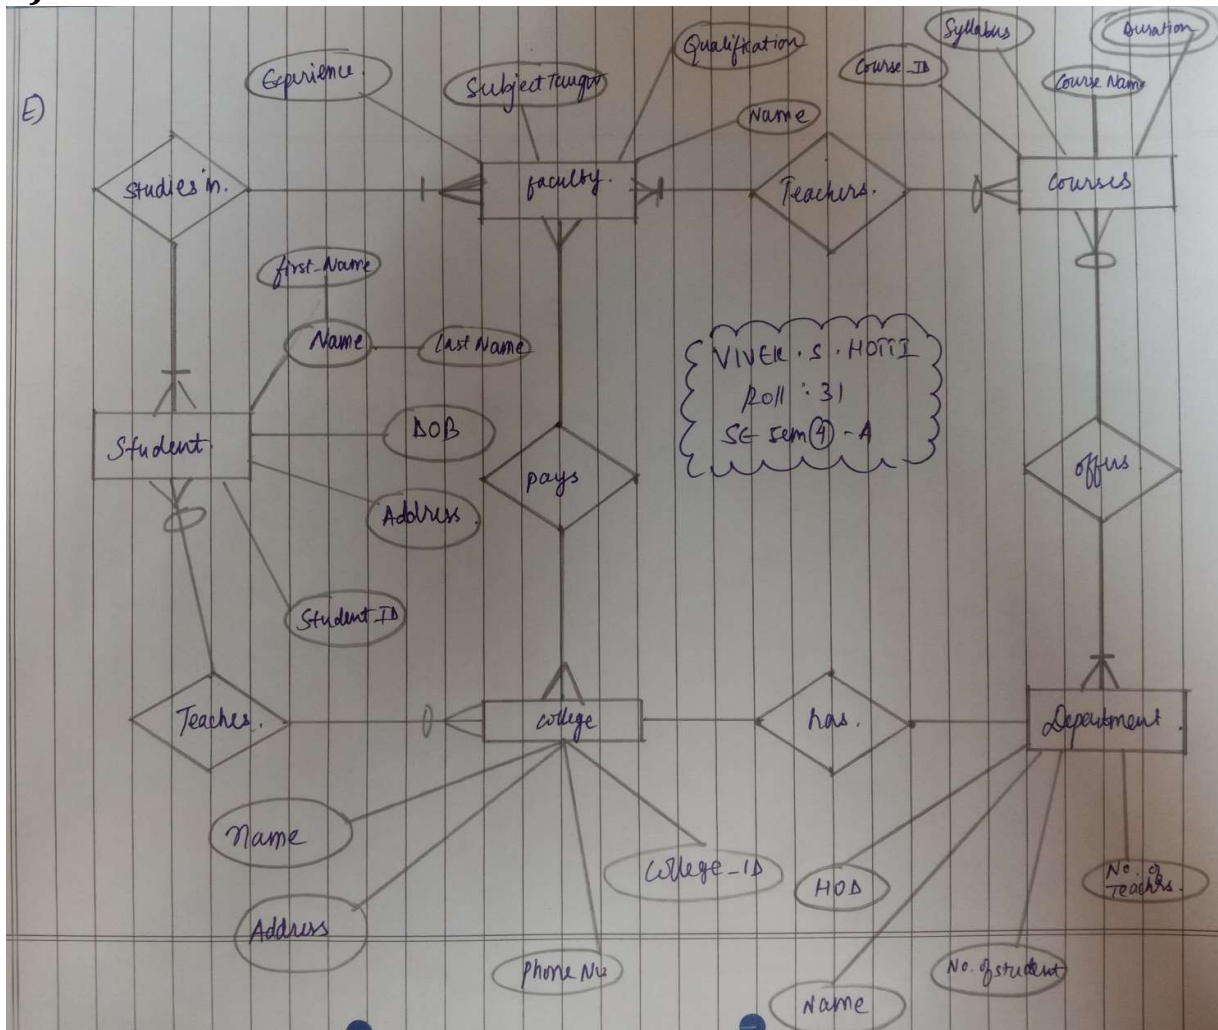 E)
Experience.
Subject Taught
Qualification
Name
Course_ID
Syllabus
Duration
Course Name
Studies in.
faculty.
Teachers.
Courses
first_Name
Name
Last Name
VIVEK . S . HOTTI
Roll : 31
SE sem 4 - A
Student.
DOB
Address.
pays
offers
Student_ID
Teaches.
college
has.
Department.
Name
Address
Phone No
College_ID
HOD
Name
No. of student
No. of
Teachers.